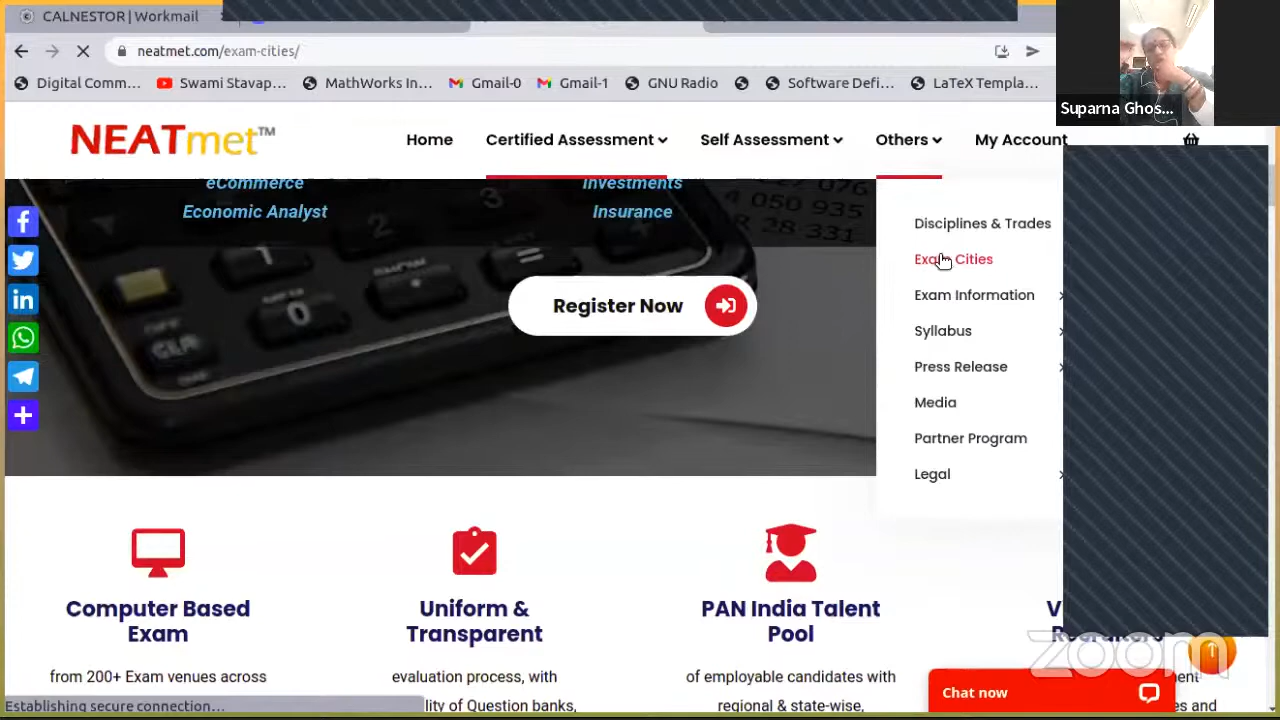 CALNESTOR | Workmail
neatmet.com/exam-cities/
Digital Comm... Swami Stavap... MathWorks In... Gmail-0 Gmail-1 GNU Radio Software Defi... LaTeX Templa...
Suparna Ghos...
NEATmet™ Home Certified Assessment Self Assessment Others My Account
eCommerce Investments
Economic Analyst Insurance
Disciplines & Trades
Exam Cities
Exam Information
Syllabus
Press Release
Media
Partner Program
Legal
Register Now
Computer Based
Exam
from 200+ Exam venues across
Uniform &
Transparent
evaluation process, with
lity of Question banks,
PAN India Talent
Pool
of employable candidates with
regional & state-wise,
zoom
Chat now
Establishing secure connection...